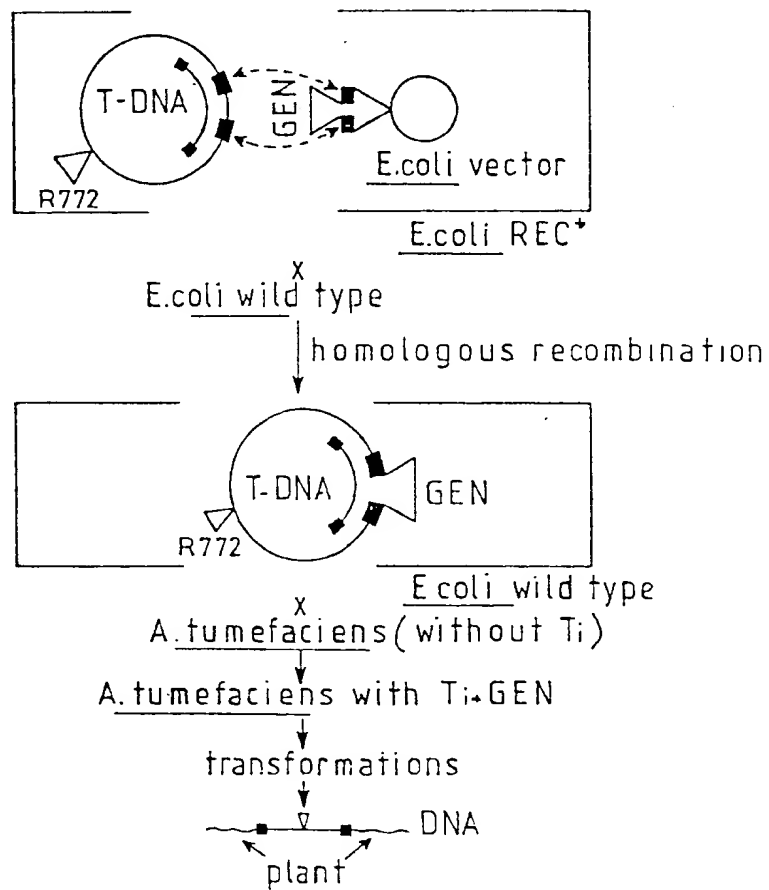 T-DNA
GEN
R772
E.coli vector
E.coli REC+
x
E.coli wild type
homologous recombination
T-DNA
GEN
R772
E coli wild type
x
A. tumefaciens (without Ti)
A. tumefaciens with Ti+GEN
transformations
DNA
plant